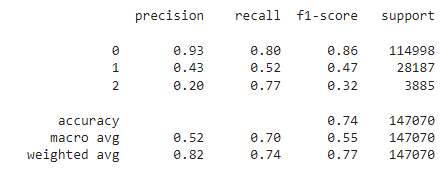 precision recall f1-score support
0 0.93 0.80 0.86 114998
1 0.43 0.52 0.47 28187
2 0.20 0.77 0.32 3885
accuracy 0.74 147070
macro avg 0.52 0.70 0.55 147070
weighted avg 0.82 0.74 0.77 147070